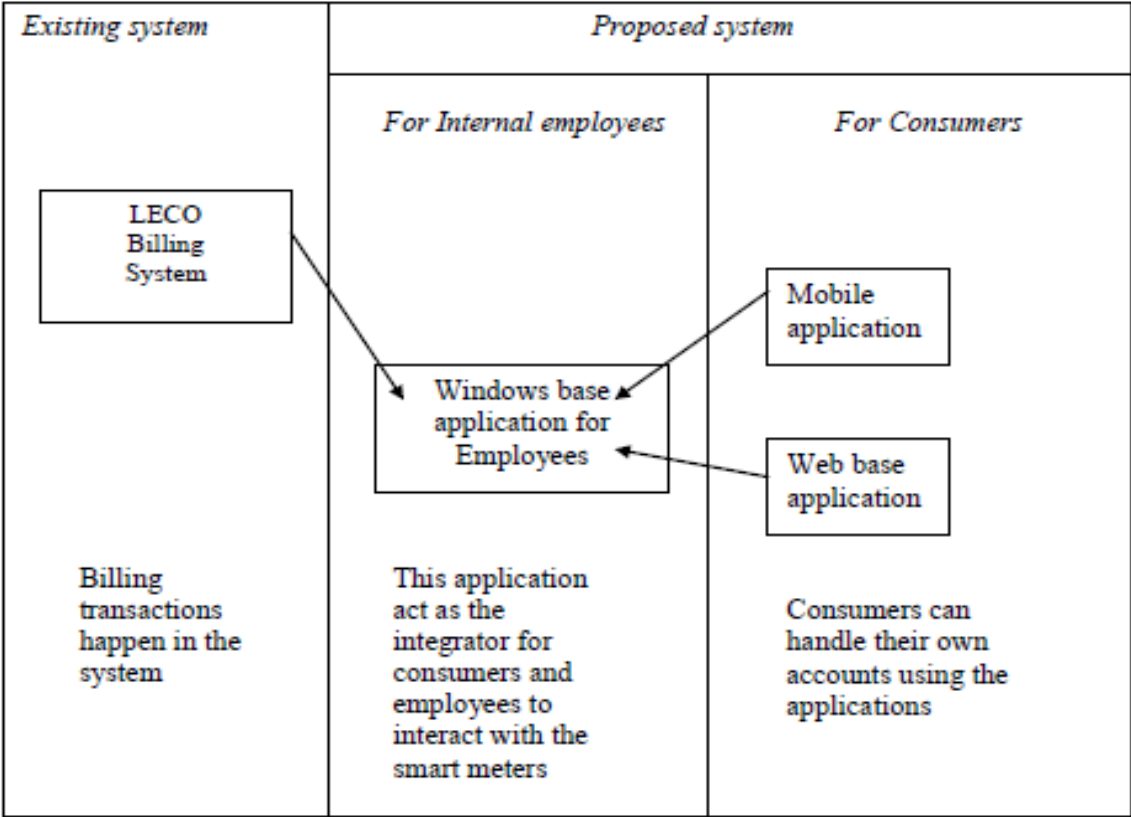 Existing system
Proposed system
For Internal employees
For Consumers
LECO
Billing
System
Mobile
application
Windows base
application for
Employees
Web base
application
Billing
transactions
happen in the
system
This application
act as the
integrator for
consumers and
employees to
interact with the
smart meters
Consumers can
handle their own
accounts using the
applications